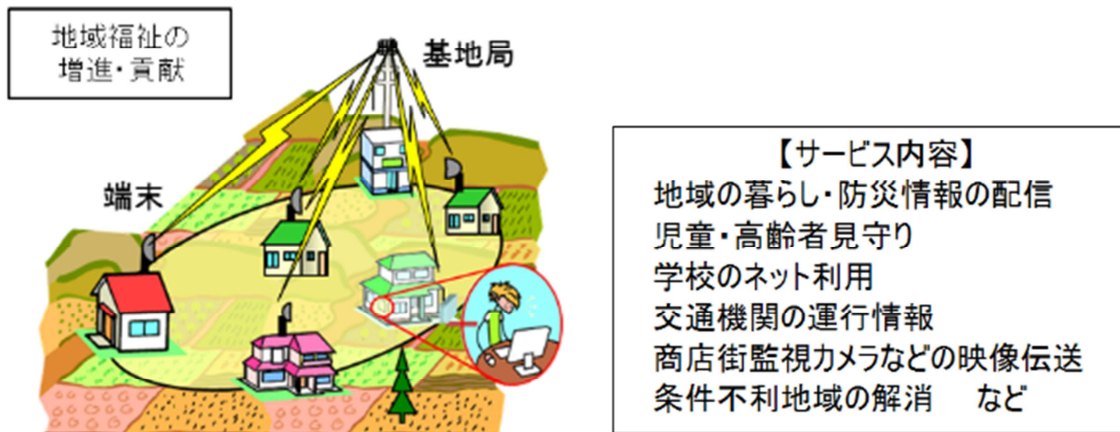 地域福祉の
増進・貢献
基地局
端末
【サービス内容】
地域の暮らし・防災情報の配信
児童・高齢者見守り
学校のネット利用
交通機関の運行情報
商店街監視カメラなどの映像伝送
条件不利地域の解消　など